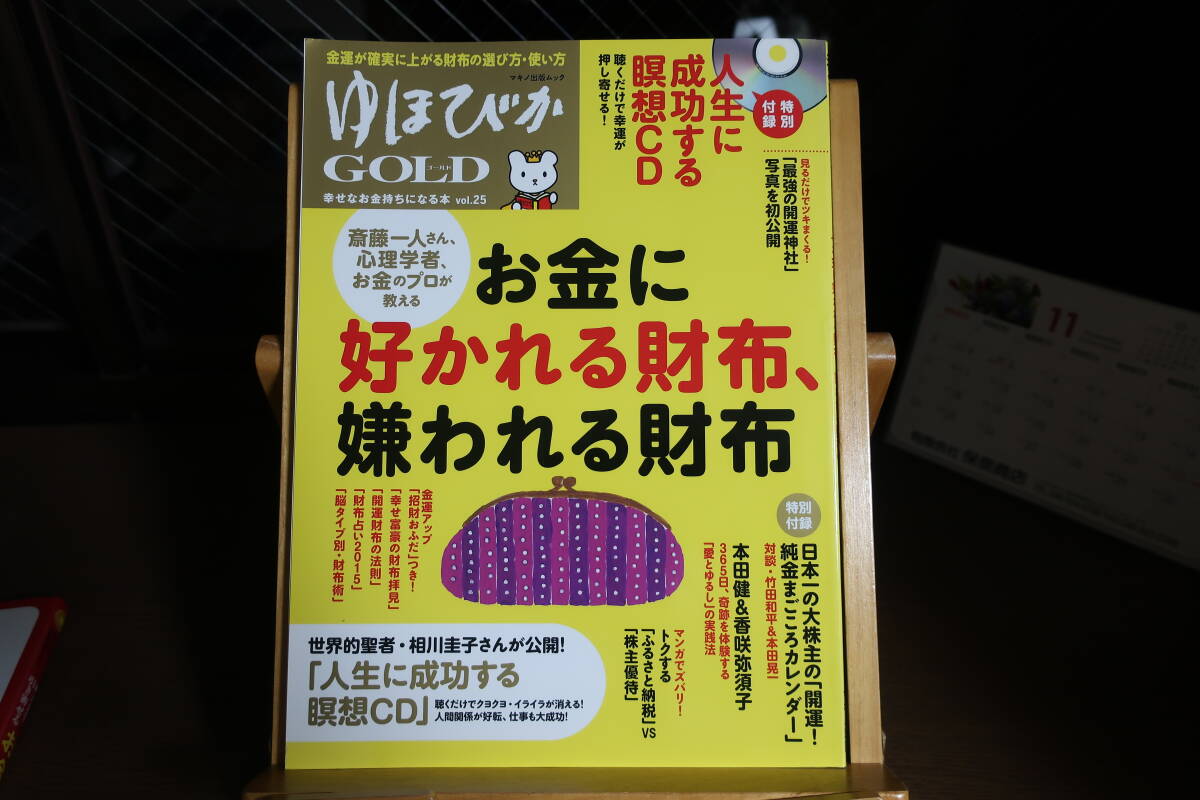 金運が確実に上がる財布の選び方・使い方
マキノ出版ムック
ゆほびか
GOLD
ゴールド
幸せなお金持ちになる本 vol.25
人生に
成功する
瞑想CD
聴くだけで幸運が
押し寄せる!
特別
付録
見るだけでツキまくる!
「最強の開運神社」
写真を初公開
斎藤一人さん、
心理学者、
お金のプロが
教える
お金に
好かれる財布、
嫌われる財布
金運アップ
「招財おふだ」つき!
「幸せ富豪の財布拝見」
「開運財布の法則」
「財布占い2015」
「脳タイプ別・財布術」
特別
付録
日本一の大株主の「開運!
純金まごころカレンダー」
対談・竹田和平&本田晃一
本田健&香咲弥須子
365日、奇跡を体験する
「愛とゆるし」の実践法
マンガでズバリ!
トクする
「ふるさと納税」VS
「株主優待」
世界的聖者・相川圭子さんが公開!
「人生に成功する
瞑想CD」
聴くだけでクヨクヨ・イライラが消える!
人間関係が好転、仕事も大成功!
11